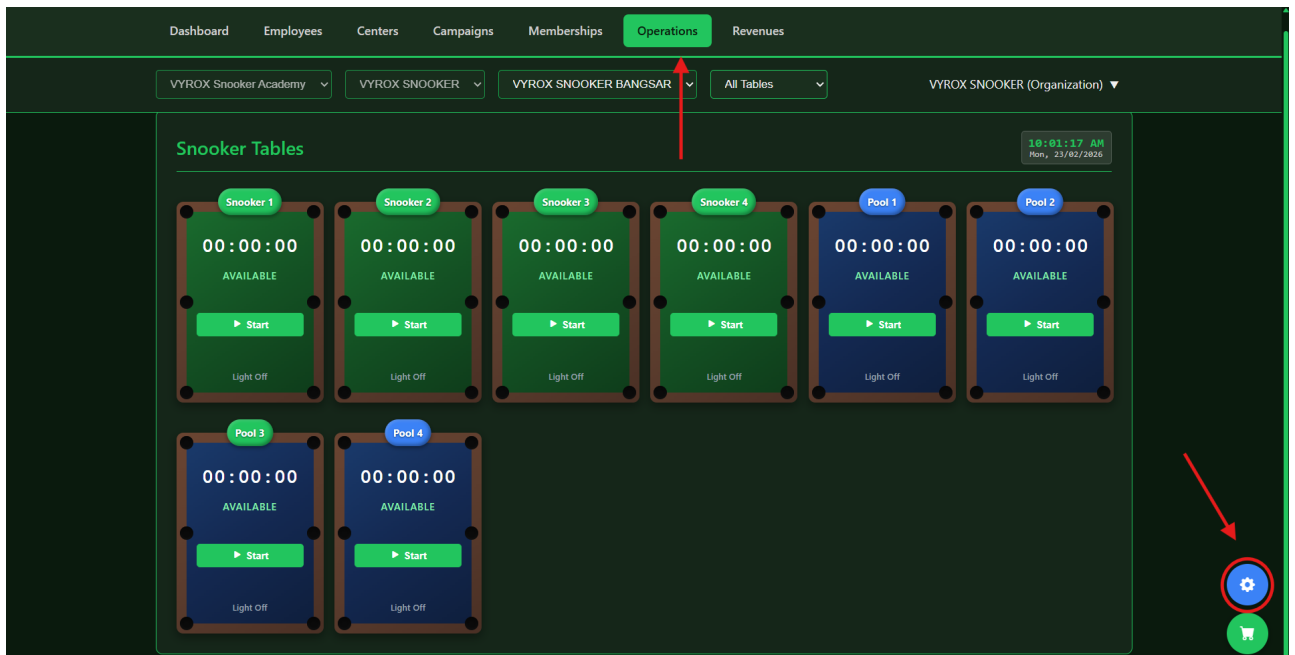 Dashboard Employees Centers Campaigns Memberships Operations Revenues
VYROX Snooker Academy VYROX SNOOKER VYROX SNOOKER BANGSAR All Tables VYROX SNOOKER (Organization) ▼
Snooker Tables
10:01:17 AM
Mon, 23/02/2026
Snooker 1 Snooker 2 Snooker 3 Snooker 4 Pool 1 Pool 2
00:00:00 00:00:00 00:00:00 00:00:00 00:00:00 00:00:00
AVAILABLE AVAILABLE AVAILABLE AVAILABLE AVAILABLE AVAILABLE
Start Start Start Start Start Start
Light Off Light Off Light Off Light Off Light Off Light Off
Pool 3 Pool 4
00:00:00 00:00:00
AVAILABLE AVAILABLE
Start Start
Light Off Light Off